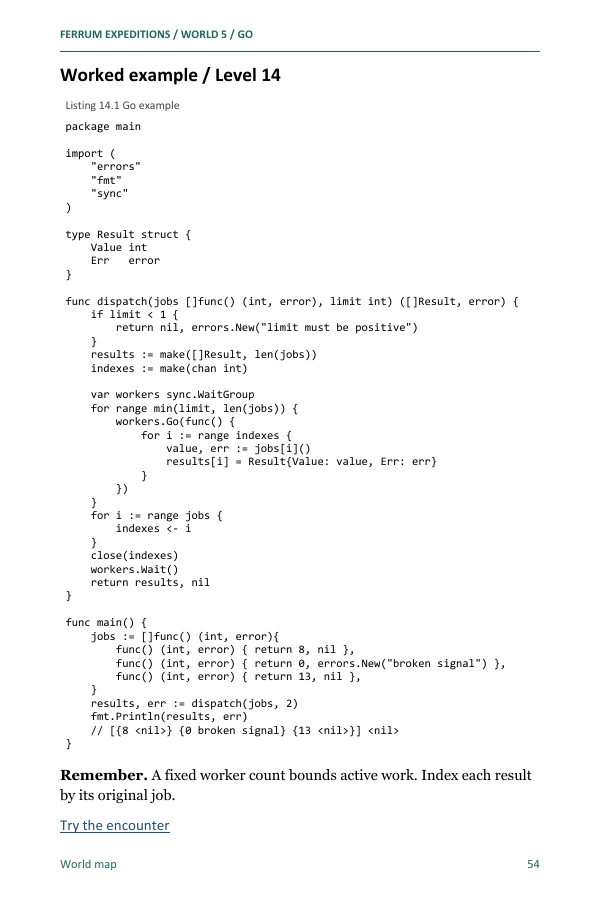 FERRUM EXPEDITIONS / WORLD 5 / GO
Worked example / Level 14
Listing 14.1 Go example
package main

import (
    "errors"
    "fmt"
    "sync"
)

type Result struct {
    Value int
    Err   error
}

func dispatch(jobs []func() (int, error), limit int) ([]Result, error) {
    if limit < 1 {
        return nil, errors.New("limit must be positive")
    }
    results := make([]Result, len(jobs))
    indexes := make(chan int)

    var workers sync.WaitGroup
    for range min(limit, len(jobs)) {
        workers.Go(func() {
            for i := range indexes {
                value, err := jobs[i]()
                results[i] = Result{Value: value, Err: err}
            }
        })
    }
    for i := range jobs {
        indexes <- i
    }
    close(indexes)
    workers.Wait()
    return results, nil
}

func main() {
    jobs := []func() (int, error){
        func() (int, error) { return 8, nil },
        func() (int, error) { return 0, errors.New("broken signal") },
        func() (int, error) { return 13, nil },
    }
    results, err := dispatch(jobs, 2)
    fmt.Println(results, err)
    // [{8 <nil>} {0 broken signal} {13 <nil>}] <nil>
}
Remember. A fixed worker count bounds active work. Index each result
by its original job.
Try the encounter
World map 54